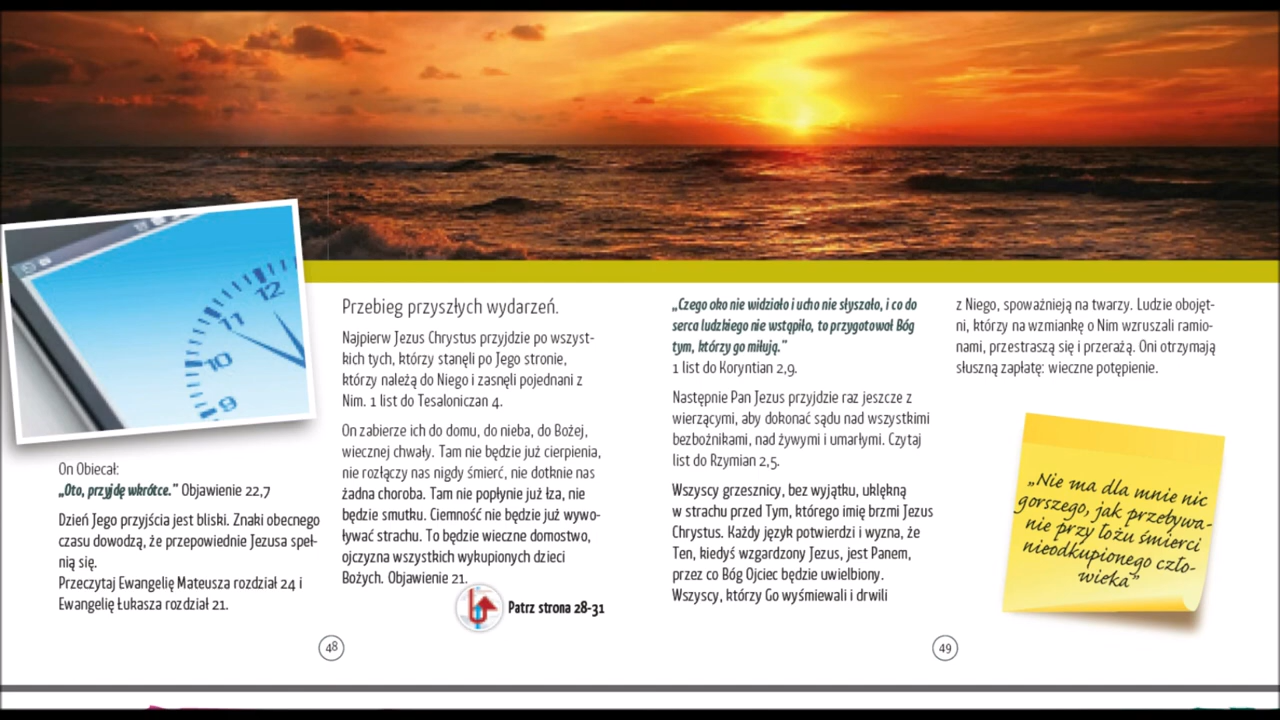 12
11
10
9
On Obiecał:
„Oto, przyjdę wkrótce.” Objawienie 22,7
Dzień Jego przyjścia jest bliski. Znaki obecnego
czasu dowodzą, że przepowiednie Jezusa speł-
nią się.
Przeczytaj Ewangelię Mateusza rozdział 24 i
Ewangelię Łukasza rozdział 21.
Przebieg przyszłych wydarzeń.
Najpierw Jezus Chrystus przyjdzie po wszyst-
kich tych, którzy stanęli po Jego stronie,
którzy należą do Niego i zasnęli pojednani z
Nim. 1 list do Tesaloniczan 4.
On zabierze ich do domu, do nieba, do Bożej,
wiecznej chwały. Tam nie będzie już cierpienia,
nie rozłączy nas nigdy śmierć, nie dotknie nas
żadna choroba. Tam nie popłynie już łza, nie
będzie smutku. Ciemność nie będzie już wywo-
ływać strachu. To będzie wieczne domostwo,
ojczyzna wszystkich wykupionych dzieci
Bożych. Objawienie 21.
Patrz strona 28-31
48
„Czego oko nie widziało i ucho nie słyszało, i co do
serca ludzkiego nie wstąpiło, to przygotował Bóg
tym, którzy go miłują.”
1 list do Koryntian 2,9.
Następnie Pan Jezus przyjdzie raz jeszcze z
wierzącymi, aby dokonać sądu nad wszystkimi
bezbożnikami, nad żywymi i umarłymi. Czytaj
list do Rzymian 2,5.
Wszyscy grzesznicy, bez wyjątku, uklękną
w strachu przed Tym, którego imię brzmi Jezus
Chrystus. Każdy język potwierdzi i wyzna, że
Ten, kiedyś wzgardzony Jezus, jest Panem,
przez co Bóg Ojciec będzie uwielbiony.
Wszyscy, którzy Go wyśmiewali i drwili
z Niego, spoważnieją na twarzy. Ludzie obojęt-
ni, którzy na wzmiankę o Nim wzruszali ramio-
nami, przestraszą się i przerażą. Oni otrzymają
słuszną zapłatę: wieczne potępienie.
„Nie ma dla mnie nic
gorszego, jak przebywa-
nie przy łożu śmierci
nieodkupionego czło-
wieka”
49